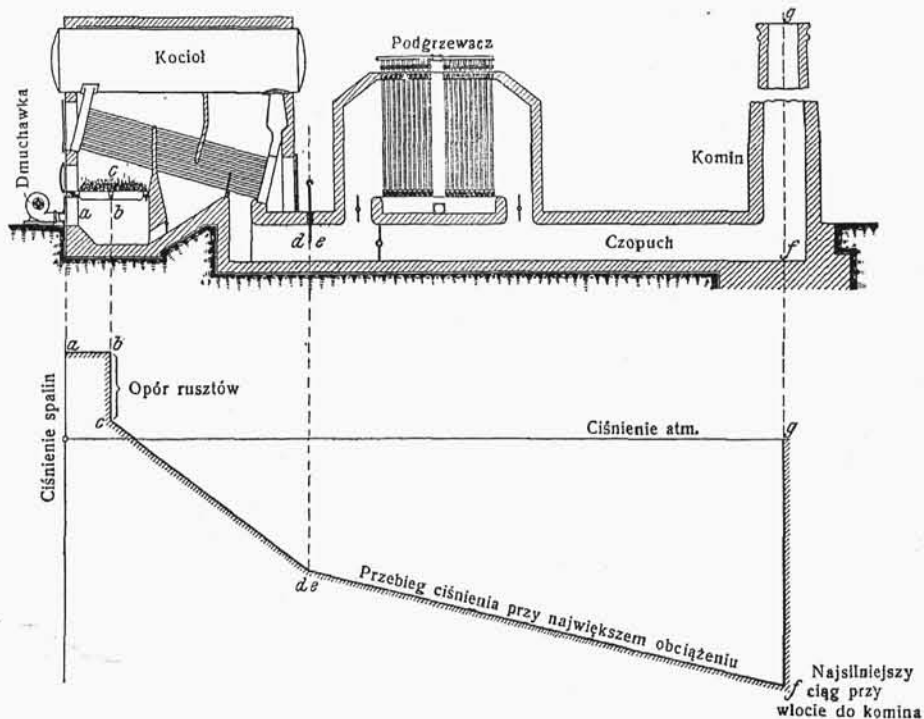 g
Kocioł
Podgrzewacz
Dmuchawka
Komin
c
a
b
d e
Czopuch
f
a
b
Opór rusztów
c
Ciśnienie spalin
Ciśnienie atm.
g
d e
Przebieg ciśnienia przy największem obciążeniu
f
Najsilniejszy
ciąg przy
wlocie do komina